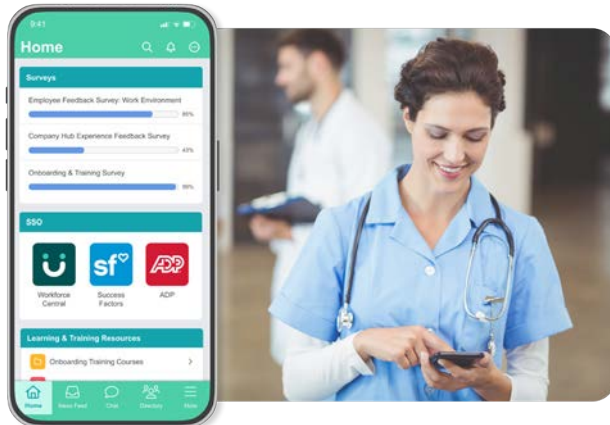 9:41
Home
Surveys
Employee Feedback Survey: Work Environment
Company Hub Experience Feedback Survey
43%
Onboarding & Training Survey
SSO
sf
ADP
Workforce
Central
Success
Factors
ADP
Learning & Training Resources
Onboarding Training Courses
Home
News Feed
Chat
Directory
More